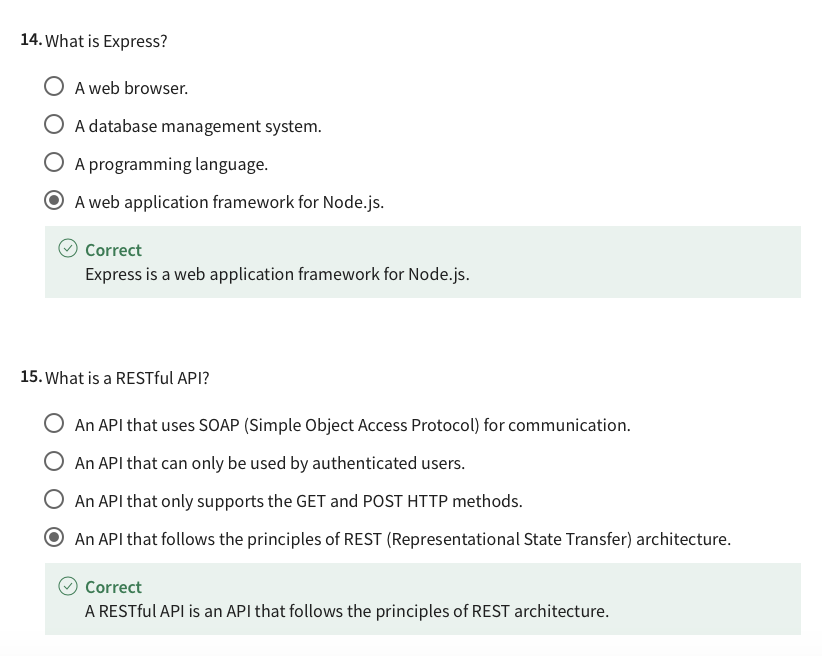 14. What is Express?
A web browser.
A database management system.
A programming language.
A web application framework for Node.js.
Correct
Express is a web application framework for Node.js.
15. What is a RESTful API?
An API that uses SOAP (Simple Object Access Protocol) for communication.
An API that can only be used by authenticated users.
An API that only supports the GET and POST HTTP methods.
An API that follows the principles of REST (Representational State Transfer) architecture.
Correct
A RESTful API is an API that follows the principles of REST architecture.